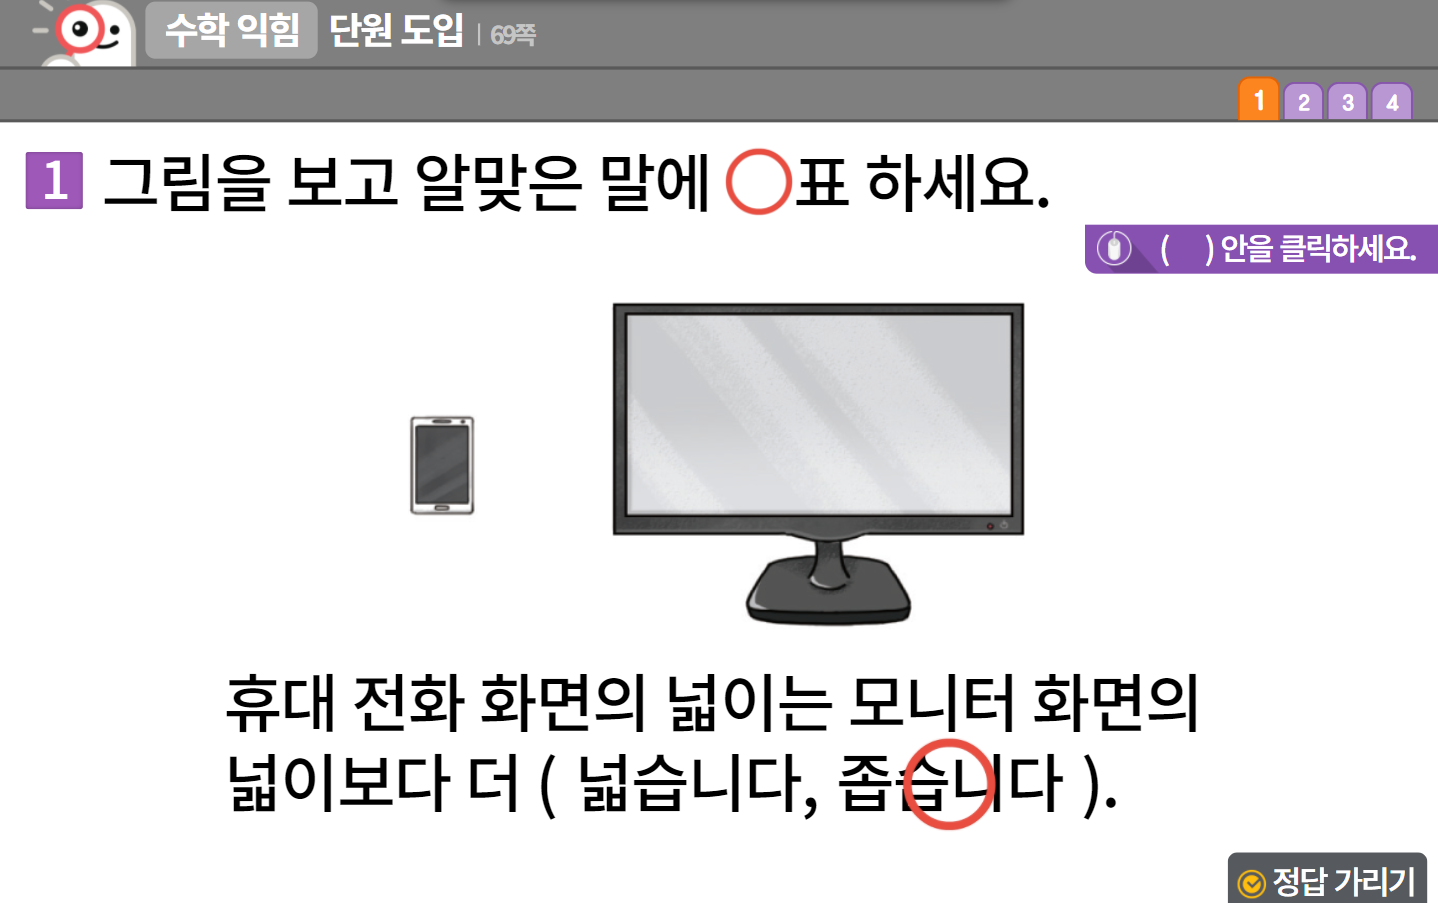 수학 익힘 단원 도입 | 69쪽
1 2 3 4
1 그림을 보고 알맞은 말에 ○표 하세요.
( ) 안을 클릭하세요.
휴대 전화 화면의 넓이는 모니터 화면의
넓이보다 더 ( 넓습니다, 좁습니다 ).
정답 가리기